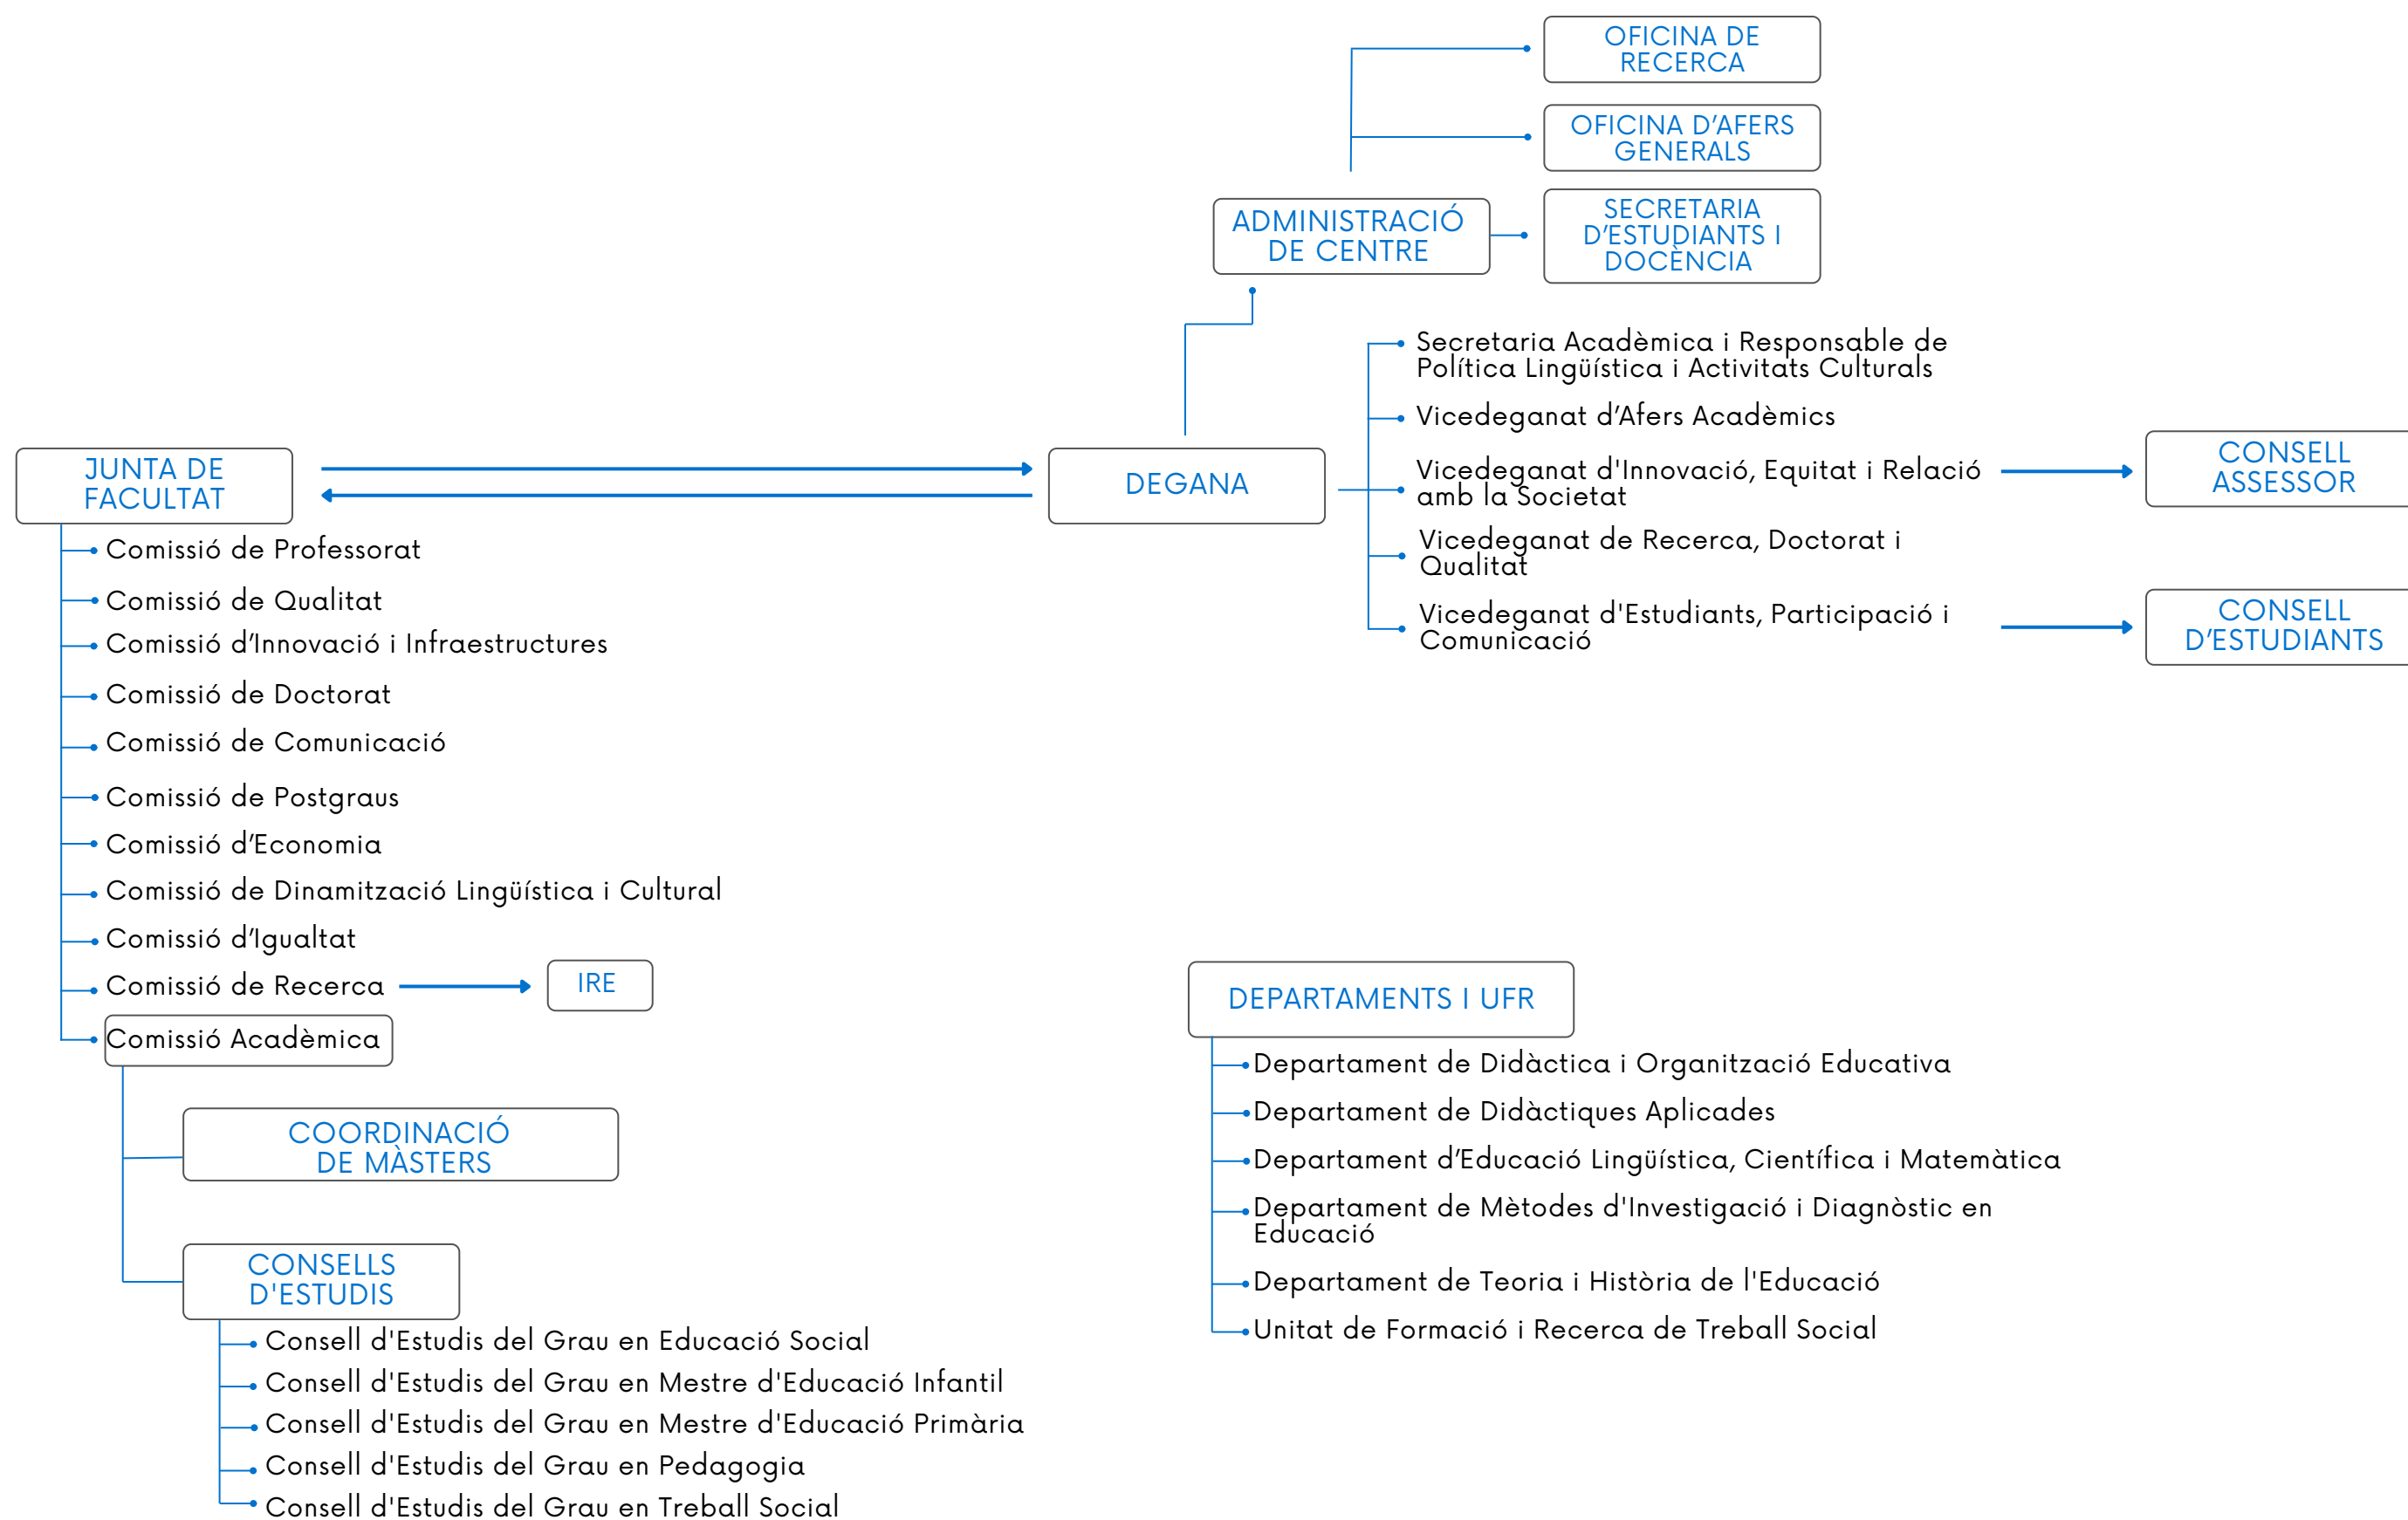 OFICINA DE
RECERCA
OFICINA D’AFERS
GENERALS
ADMINISTRACIÓ
DE CENTRE
SECRETARIA
D’ESTUDIANTS I
DOCÈNCIA
Secretaria Acadèmica i Responsable de
Política Lingüística i Activitats Culturals
Vicedeganat d’Afers Acadèmics
Vicedeganat d'Innovació, Equitat i Relació
amb la Societat
Vicedeganat de Recerca, Doctorat i
Qualitat
Vicedeganat d'Estudiants, Participació i
Comunicació
CONSELL
ASSESSOR
CONSELL
D’ESTUDIANTS
DEGANA
JUNTA DE
FACULTAT
Comissió de Professorat
Comissió de Qualitat
Comissió d’Innovació i Infraestructures
Comissió de Doctorat
Comissió de Comunicació
Comissió de Postgraus
Comissió d’Economia
Comissió de Dinamització Lingüística i Cultural
Comissió d’Igualtat
Comissió de Recerca
IRE
Comissió Acadèmica
COORDINACIÓ
DE MÀSTERS
CONSELLS
D'ESTUDIS
Consell d'Estudis del Grau en Educació Social
Consell d'Estudis del Grau en Mestre d'Educació Infantil
Consell d'Estudis del Grau en Mestre d'Educació Primària
Consell d'Estudis del Grau en Pedagogia
Consell d'Estudis del Grau en Treball Social
DEPARTAMENTS I UFR
Departament de Didàctica i Organització Educativa
Departament de Didàctiques Aplicades
Departament d’Educació Lingüística, Científica i Matemàtica
Departament de Mètodes d'Investigació i Diagnòstic en
Educació
Departament de Teoria i Història de l'Educació
Unitat de Formació i Recerca de Treball Social